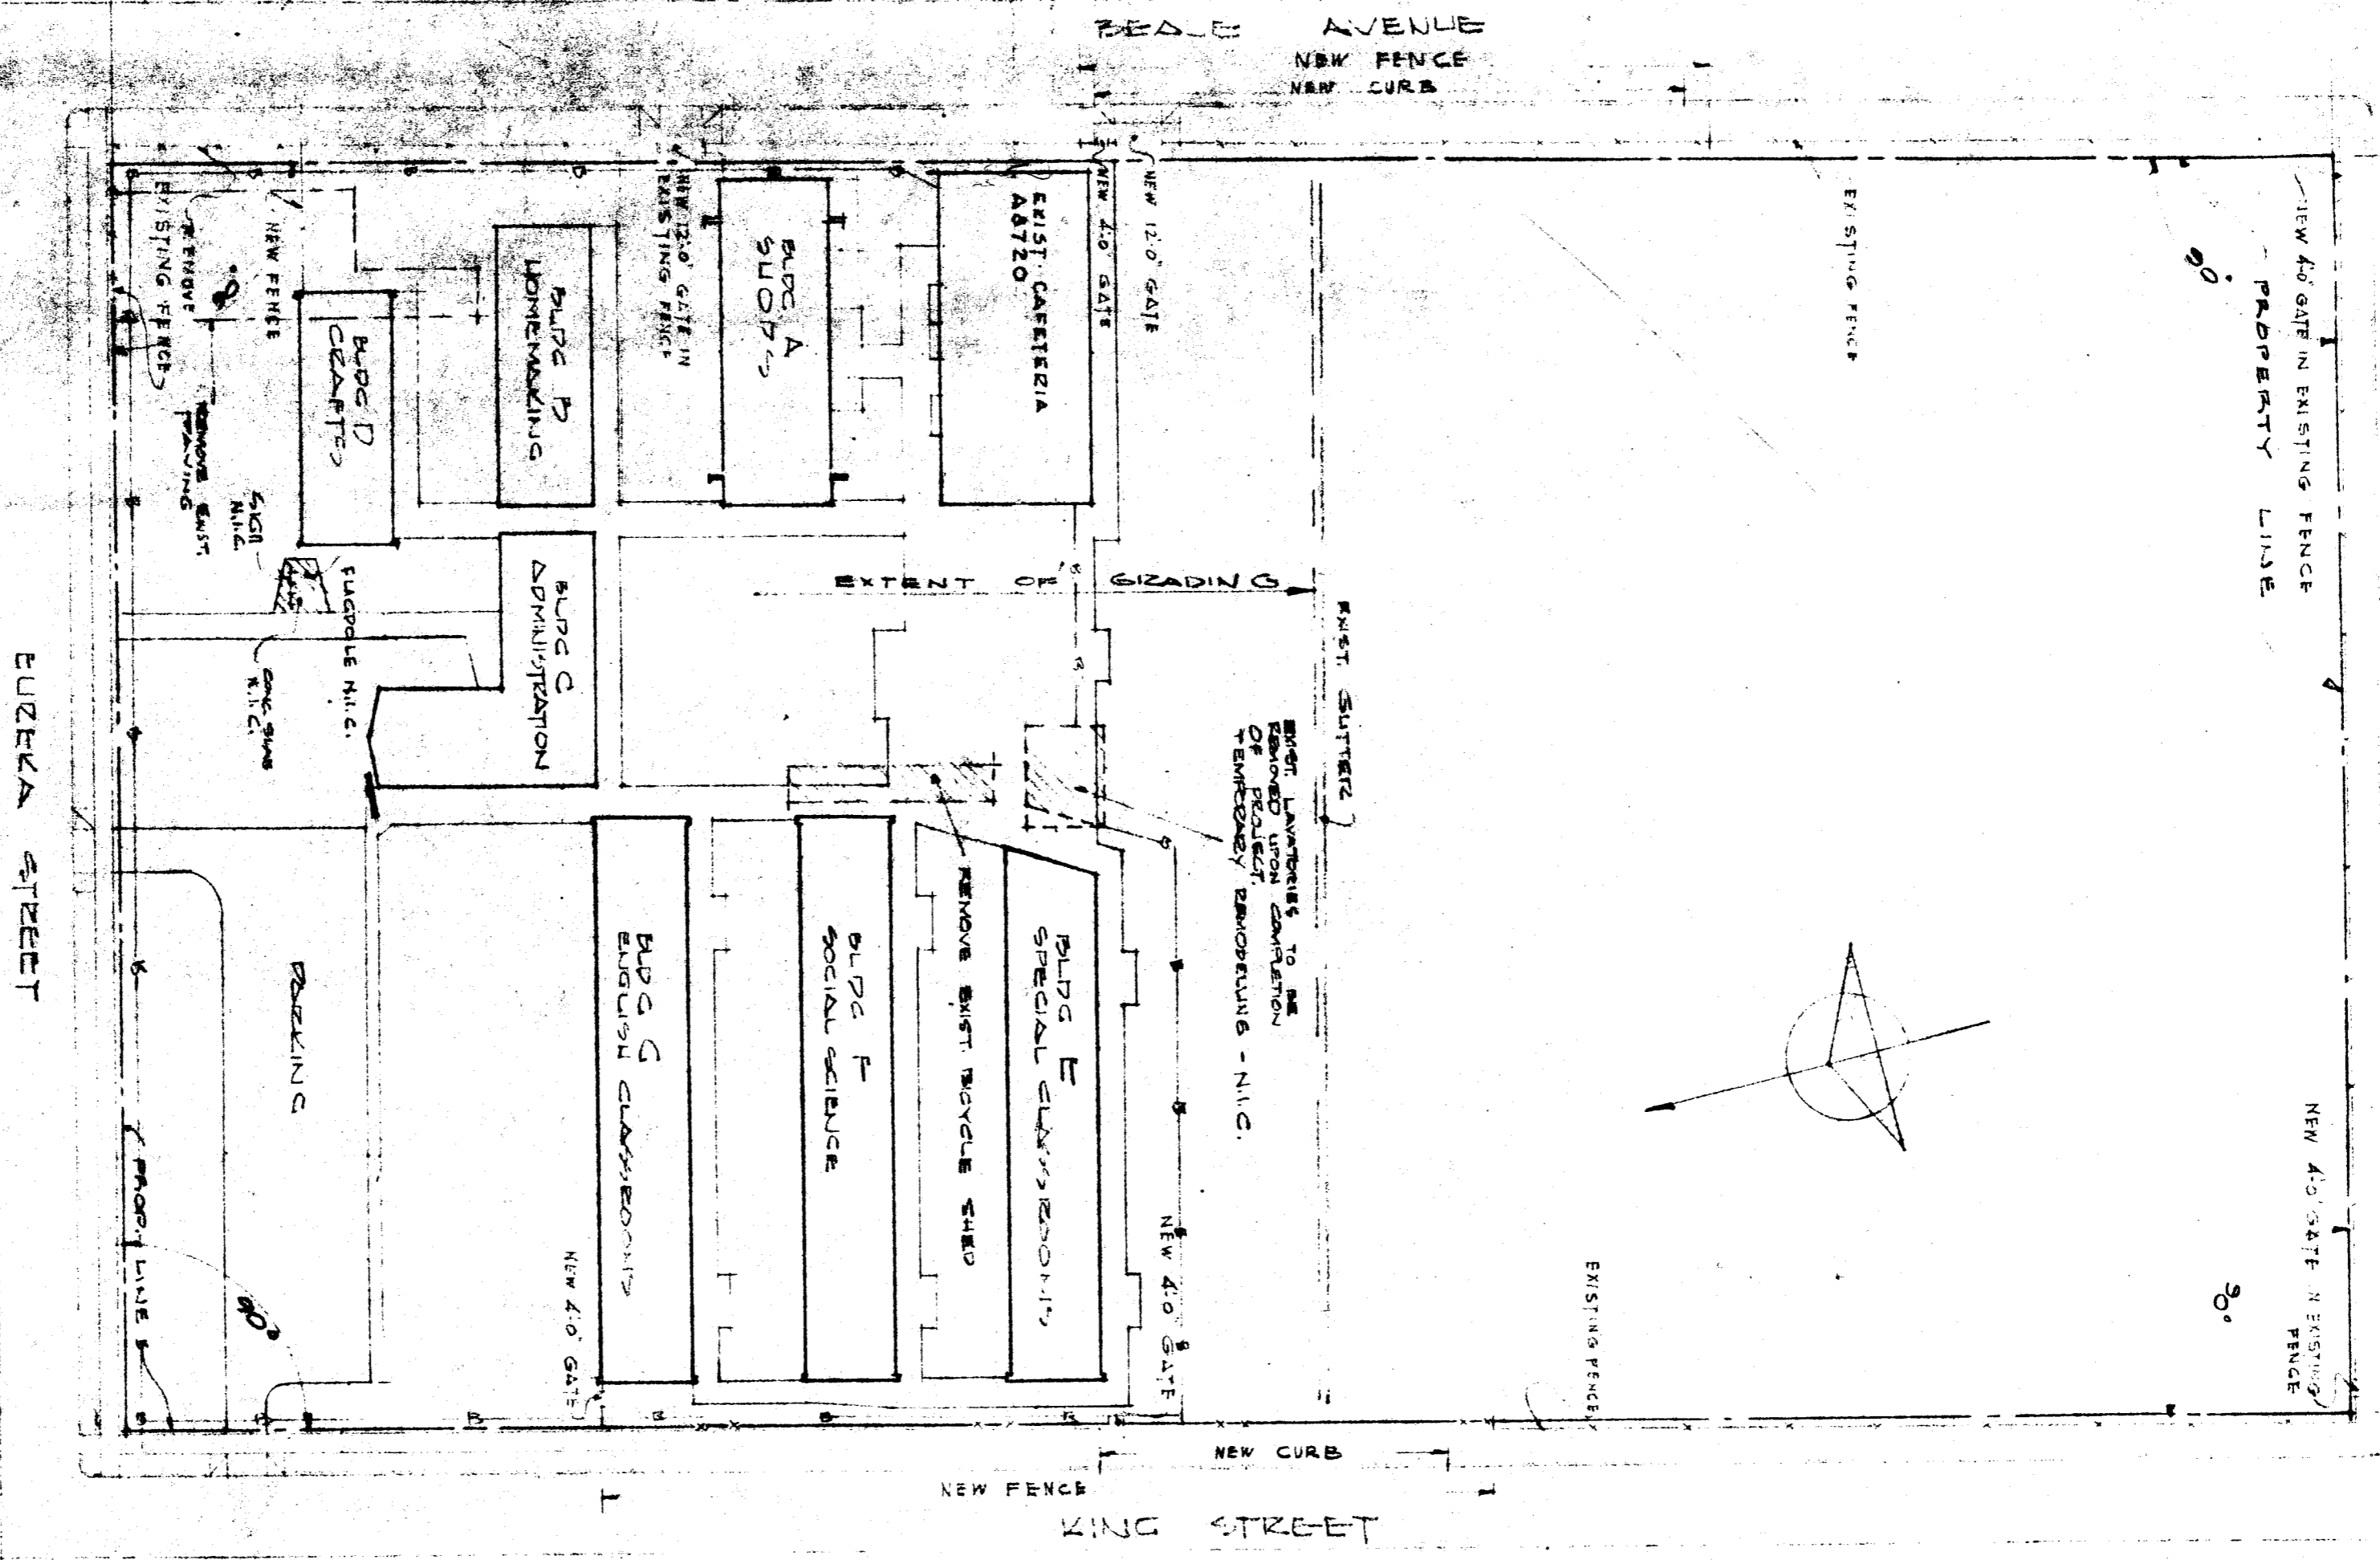 BEALE AVENUE
NEW FENCE
NEW CURB
NEW 12'-0" GATE IN
EXISTING FENCE
NEW 4'-0" GATE
NEW 12'-0" GATE
EXISTING FENCE
NEW 4'-0" GATE IN EXISTING FENCE
PROPERTY LINE
90°
EXISTING FENCE
REMOVE
NEW FENCE
REMOVE EXIST.
PAVING
SIGN
N.I.C.
FLAGPOLE N.I.C.
CONC. SLABS
N.I.C.
BLDG D
CRAFTS
BLDG B
HOMEMAKING
BLDG. A
SHOPS
EXIST. CAFETERIA
A&T20
BLDG C
ADMINISTRATION
EXTENT OF GRADING
EXIST. GUTTER
EXIST. LAVATORIES TO BE
REMOVED UPON COMPLETION
OF PROJECT.
TEMPORARY REMODELING - N.I.C.
REMOVE EXIST. BICYCLE SHED
BLDG G
ENGLISH CLASSROOMS
BLDG F
SOCIAL SCIENCE
BLDG E
SPECIAL CLASSROOMS
PARKING
PROP. LINE
90°
NEW 4'-0" GATE
NEW 4'-0" GATE
EXISTING FENCE
NEW 4'-0" GATE IN EXISTING
FENCE
90°
EUREKA STREET
NEW CURB
NEW FENCE
KING STREET